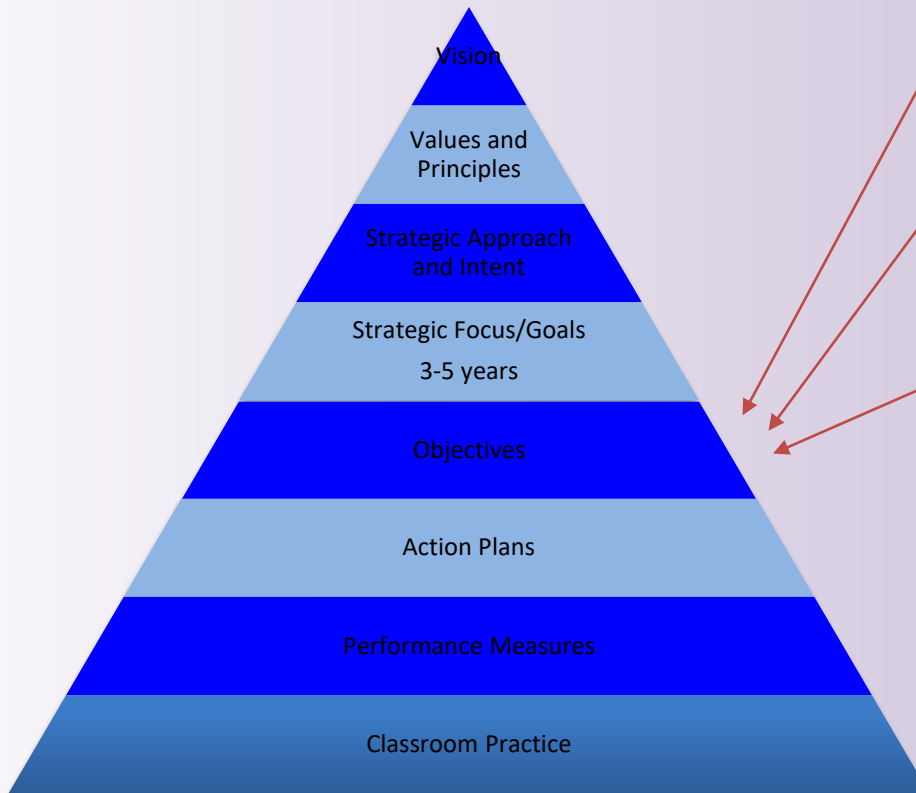 Vision
Values and
Principles
Strategic Approach
and Intent
Strategic Focus/Goals
3-5 years
Objectives
Action Plans
Performance Measures
Classroom Practice